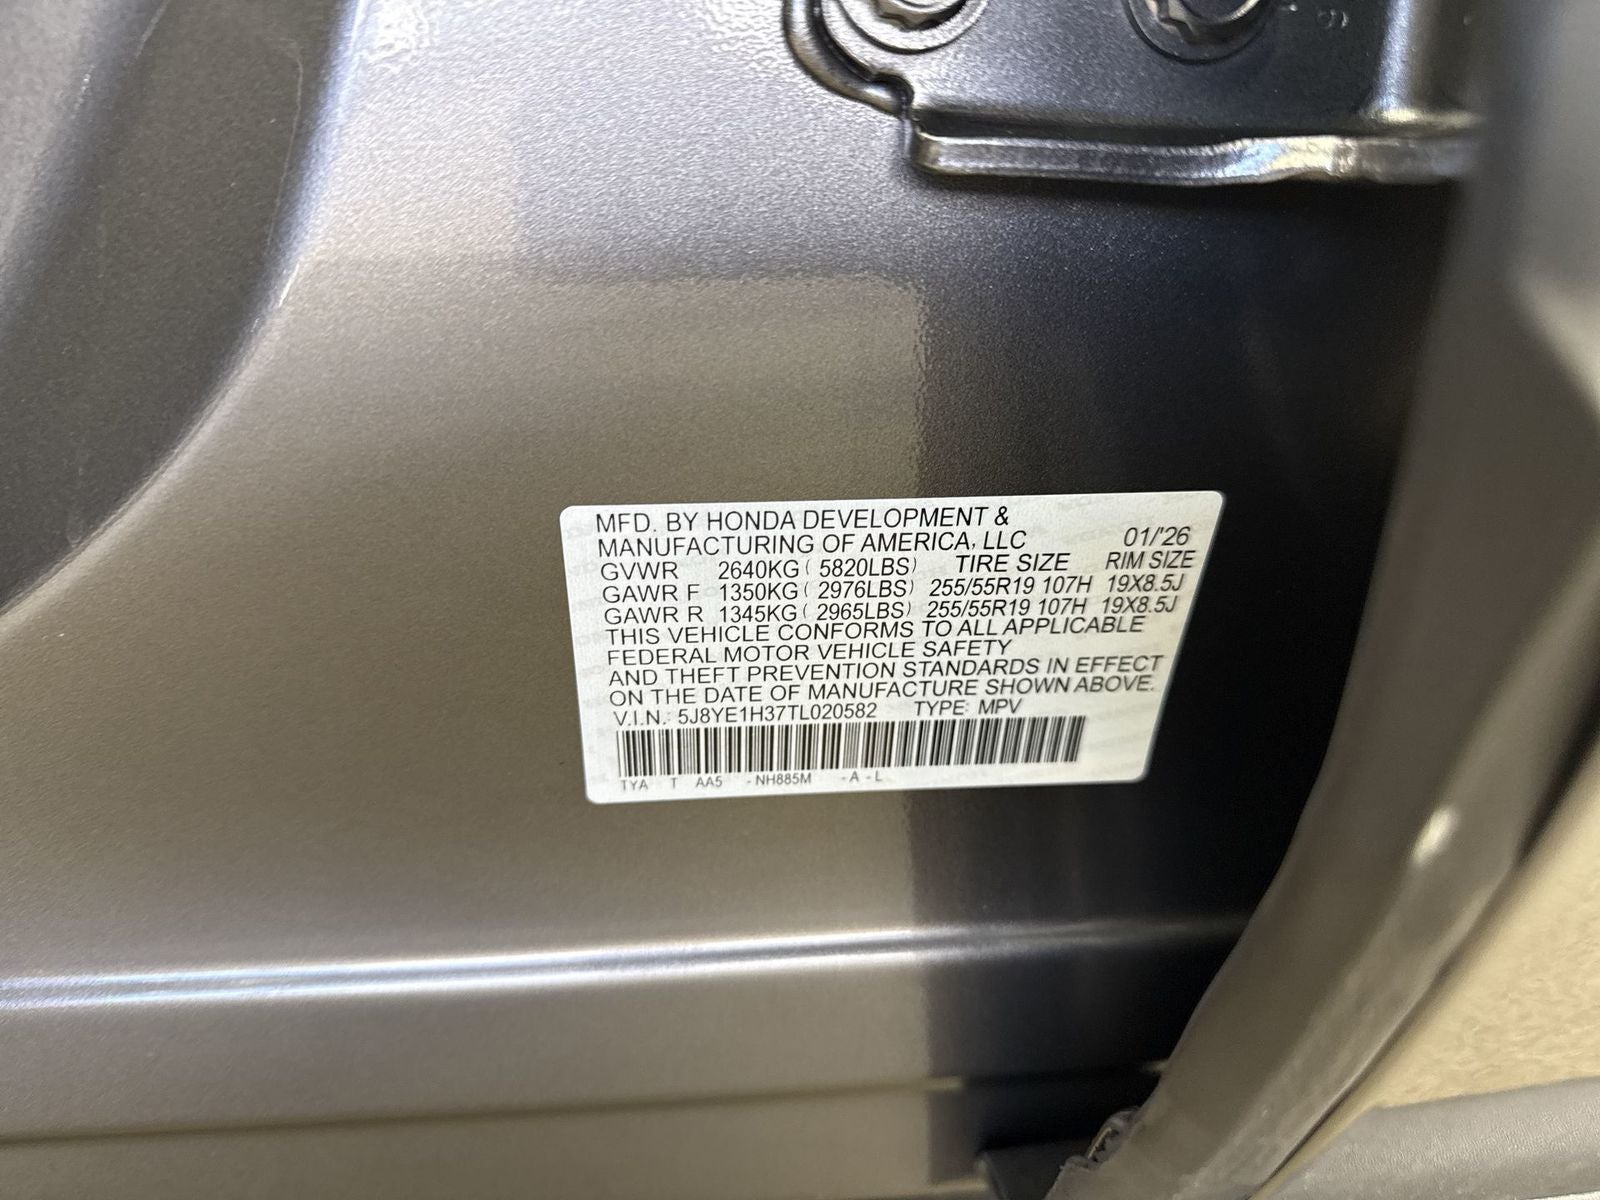 MFD. BY HONDA DEVELOPMENT &
MANUFACTURING OF AMERICA, LLC 01/'26
GVWR 2640KG ( 5820LBS) TIRE SIZE RIM SIZE
GAWR F 1350KG ( 2976LBS) 255/55R19 107H 19X8.5J
GAWR R 1345KG ( 2965LBS) 255/55R19 107H 19X8.5J
THIS VEHICLE CONFORMS TO ALL APPLICABLE
FEDERAL MOTOR VEHICLE SAFETY
AND THEFT PREVENTION STANDARDS IN EFFECT
ON THE DATE OF MANUFACTURE SHOWN ABOVE.
V.I.N.: 5J8YE1H37TL020582 TYPE: MPV
TYA T AA5 - NH885M - A - L